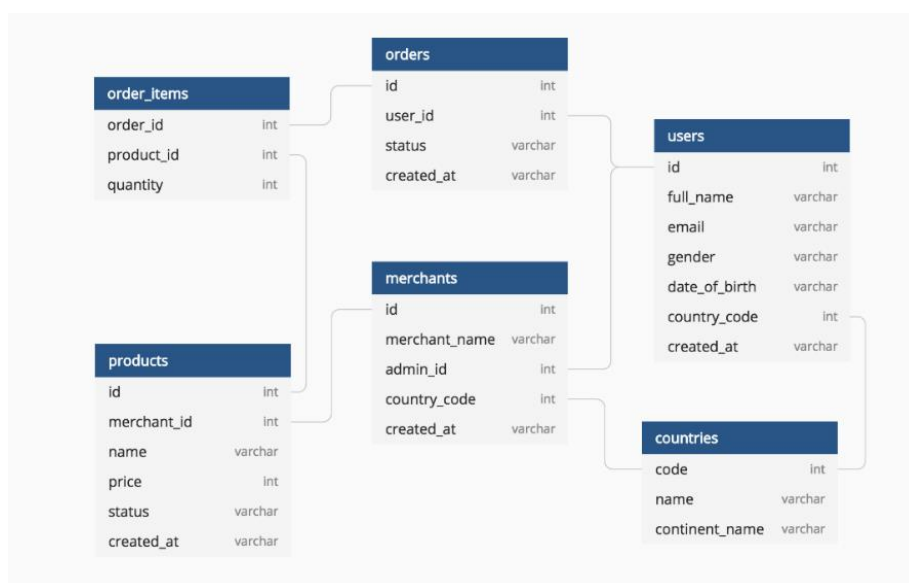 order_items
order_id int
product_id int
quantity int
orders
id int
user_id int
status varchar
created_at varchar
users
id int
full_name varchar
email varchar
gender varchar
date_of_birth varchar
country_code int
created_at varchar
merchants
id int
merchant_name varchar
admin_id int
country_code int
created_at varchar
products
id int
merchant_id int
name varchar
price int
status varchar
created_at varchar
countries
code int
name varchar
continent_name varchar